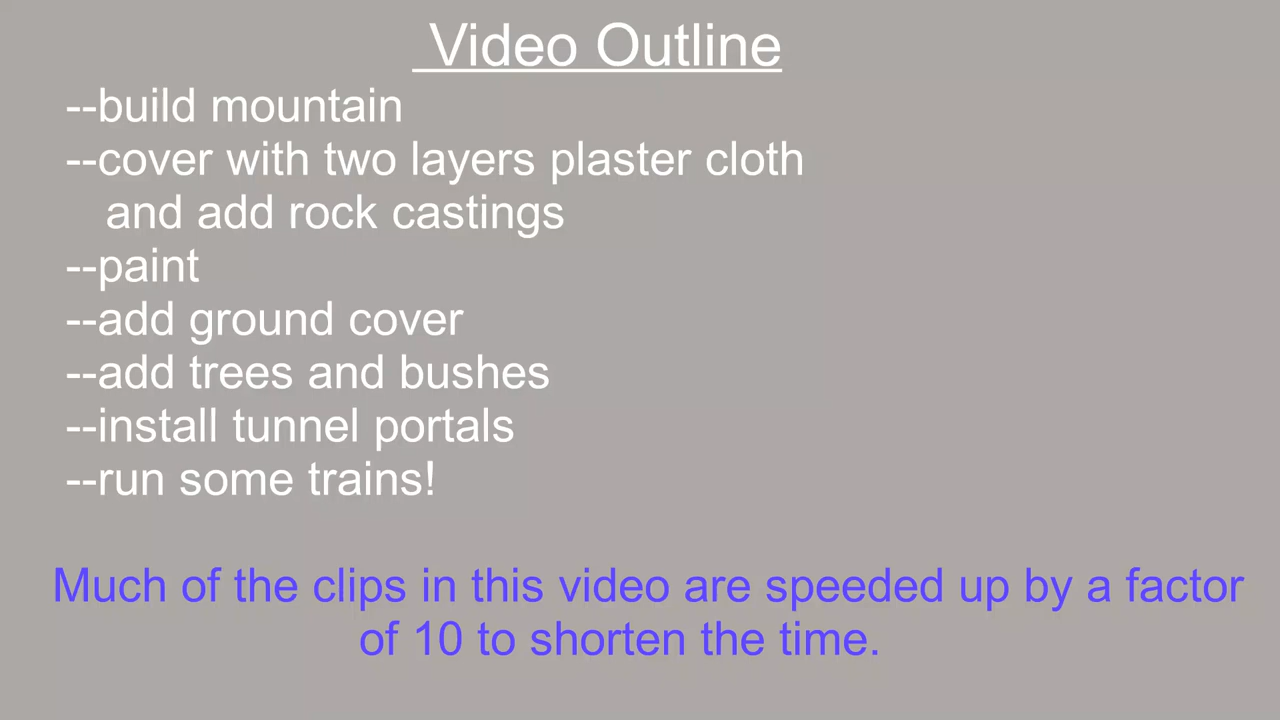 Video Outline
--build mountain
--cover with two layers plaster cloth
and add rock castings
--paint
--add ground cover
--add trees and bushes
--install tunnel portals
--run some trains!
Much of the clips in this video are speeded up by a factor
of 10 to shorten the time.